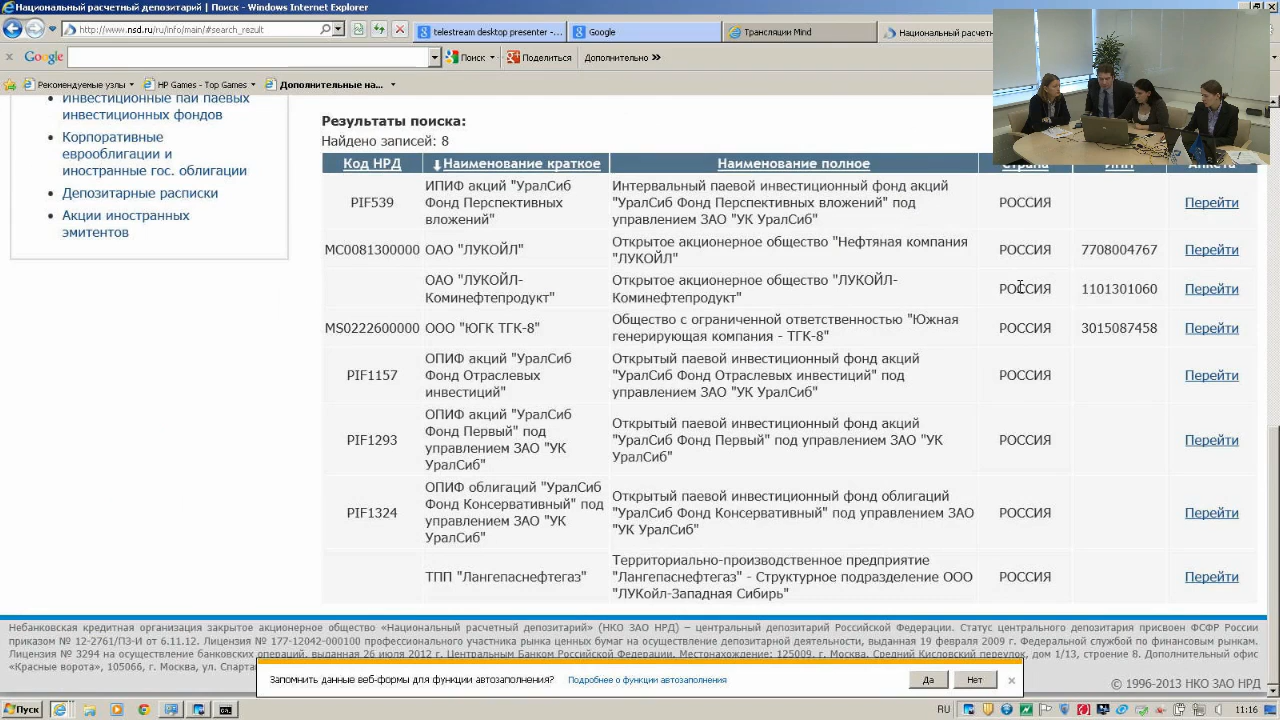 Национальный расчетный депозитарий | Поиск - Windows Internet Explorer
http://www.nsd.ru/ru/info/main/#search_rezult
telestream desktop presenter -...
Google
Трансляции Mind
Национальный расчетн
Google
Поиск
Поделиться
Дополнительно »
Рекомендуемые узлы
HP Games - Top Games
Дополнительные на...
Инвестиционные паи паевых
инвестиционных фондов
Корпоративные
еврооблигации и
иностранные гос. облигации
Депозитарные расписки
Акции иностранных
эмитентов
Результаты поиска:
Найдено записей: 8
Код НРД Наименование краткое Наименование полное Страна ИНН Анкета
ИПИФ акций "УралСиб
Фонд Перспективных
вложений"
Интервальный паевой инвестиционный фонд акций
"УралСиб Фонд Перспективных вложений" под
управлением ЗАО "УК УралСиб"
PIF539 РОССИЯ Перейти
MC0081300000 ОАО "ЛУКОЙЛ"
Открытое акционерное общество "Нефтяная компания
"ЛУКОЙЛ"
РОССИЯ 7708004767 Перейти
ОАО "ЛУКОЙЛ-
Коминефтепродукт"
Открытое акционерное общество "ЛУКОЙЛ-
Коминефтепродукт"
РОССИЯ 1101301060 Перейти
MS0222600000 ООО "ЮГК ТГК-8"
Общество с ограниченной ответственностью "Южная
генерирующая компания - ТГК-8"
РОССИЯ 3015087458 Перейти
PIF1157
ОПИФ акций "УралСиб
Фонд Отраслевых
инвестиций"
Открытый паевой инвестиционный фонд акций
"УралСиб Фонд Отраслевых инвестиций" под
управлением ЗАО "УК УралСиб"
РОССИЯ Перейти
PIF1293
ОПИФ акций "УралСиб
Фонд Первый" под
управлением ЗАО "УК
УралСиб"
Открытый паевой инвестиционный фонд акций
"УралСиб Фонд Первый" под управлением ЗАО "УК
УралСиб"
РОССИЯ Перейти
PIF1324
ОПИФ облигаций "УралСиб
Фонд Консервативный" под
управлением ЗАО "УК
УралСиб"
Открытый паевой инвестиционный фонд облигаций
"УралСиб Фонд Консервативный" под управлением ЗАО
"УК УралСиб"
РОССИЯ Перейти
ТПП "Лангепаснефтегаз"
Территориально-производственное предприятие
"Лангепаснефтегаз" - Структурное подразделение ООО
"ЛУКойл-Западная Сибирь"
РОССИЯ Перейти
Небанковская кредитная организация закрытое акционерное общество «Национальный расчетный депозитарий» (НКО ЗАО НРД) – центральный депозитарий Российской Федерации. Статус центрального депозитария присвоен ФСФР России
приказом № 12-2761/ПЗ-И от 6.11.12. Лицензия № 177-12042-000100 профессионального участника рынка ценных бумаг на осуществление депозитарной деятельности, выданная 19 февраля 2009 г. Федеральной службой по финансовым рынкам.
Лицензия № 3294 на осуществление банковских операций, выданная 26 июля 2012 г. Центральным Банком Российской Федерации. Местонахождение: 125009, г. Москва, Средний Кисловский переулок, дом 1/13, строение 8. Дополнительный офис
«Красные ворота», 105066, г. Москва, ул. Спарта
© 1996-2013 НКО ЗАО НРД
Запомнить данные веб-формы для функции автозаполнения?
Подробнее о функции автозаполнения
Да
Нет
Пуск
RU
11:16